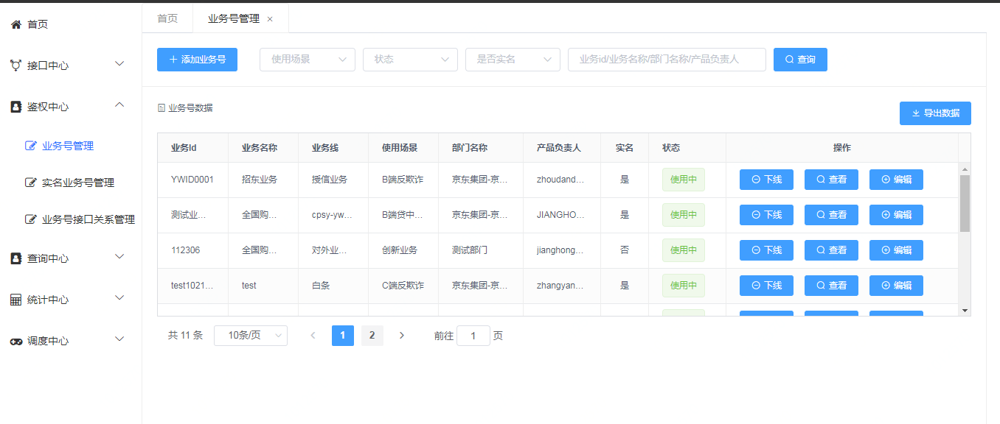 首页
接口中心
鉴权中心
业务号管理
实名业务号管理
业务号接口关系管理
查询中心
统计中心
调度中心
首页 业务号管理 ×
添加业务号 使用场景 状态 是否实名 业务id/业务名称/部门名称/产品负责人 查询
业务号数据
导出数据
业务Id 业务名称 业务线 使用场景 部门名称 产品负责人 实名 状态 操作
YWID0001 招东业务 授信业务 B端反欺诈 京东集团-京... zhoudand... 是 使用中 下线 查看 编辑
测试业... 全国购... cpsy-yw... B端贷中... 京东集团-京... JIANGHO... 是 使用中 下线 查看 编辑
112306 全国购... 对外业... 创新业务 测试部门 jianghong... 否 使用中 下线 查看 编辑
test1021... test 白条 C端反欺诈 京东集团-京... zhangyan... 是 使用中 下线 查看 编辑
共 11 条 10条/页 1 2 前往 1 页